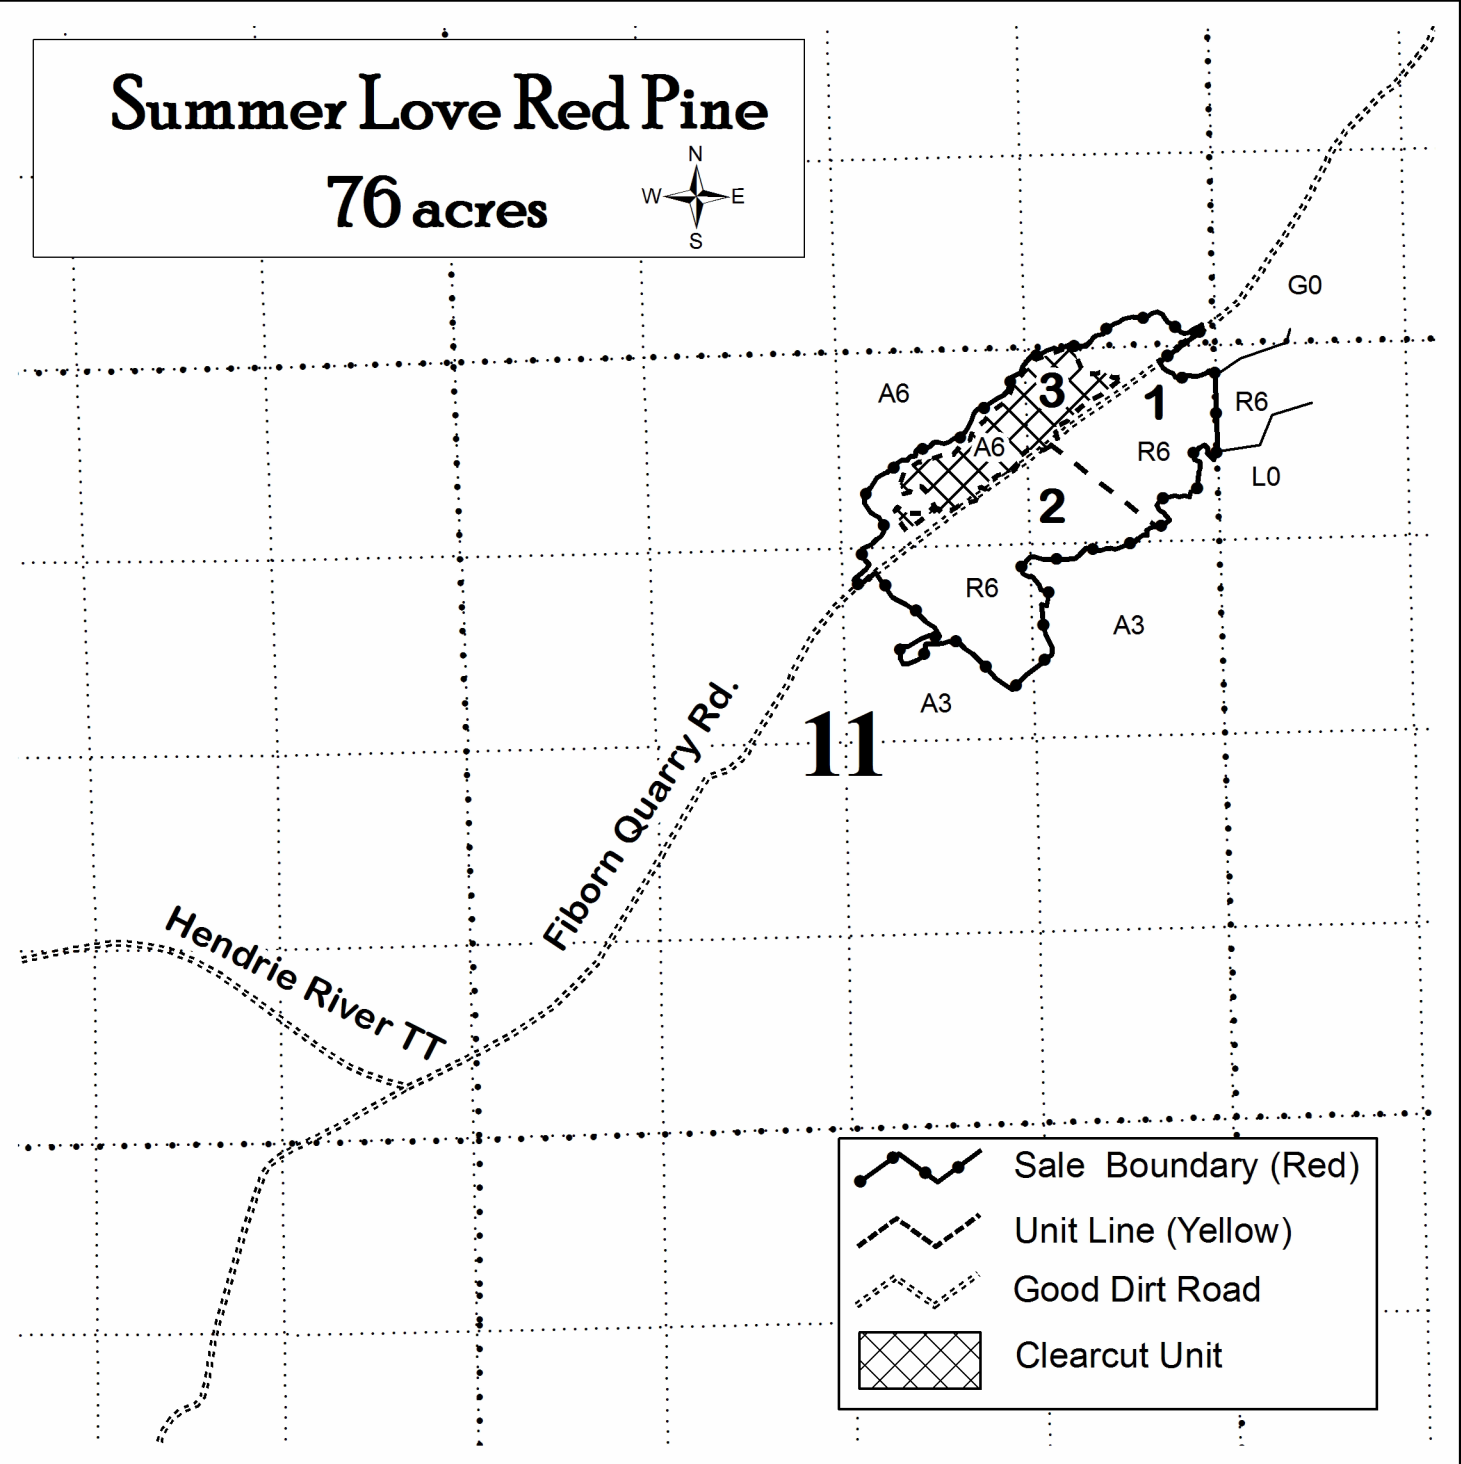 Summer Love Red Pine
76 acres
N
W E
S
G0
A6
3
1
R6
A6
R6
L0
2
R6
A3
A3
11
Fiborn Quarry Rd.
Hendrie River TT
Sale Boundary (Red)
Unit Line (Yellow)
Good Dirt Road
Clearcut Unit